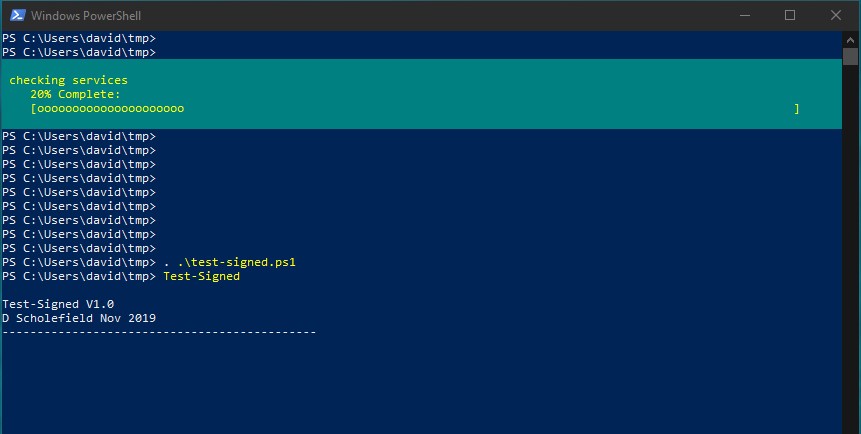 Windows PowerShell
PS C:\Users\david\tmp>
PS C:\Users\david\tmp>
checking services
20% Complete:
[ooooooooooooooooooooo ]
PS C:\Users\david\tmp>
PS C:\Users\david\tmp>
PS C:\Users\david\tmp>
PS C:\Users\david\tmp>
PS C:\Users\david\tmp>
PS C:\Users\david\tmp>
PS C:\Users\david\tmp>
PS C:\Users\david\tmp>
PS C:\Users\david\tmp>
PS C:\Users\david\tmp> . .\test-signed.ps1
PS C:\Users\david\tmp> Test-Signed
Test-Signed V1.0
D Scholefield Nov 2019
---------------------------------------------